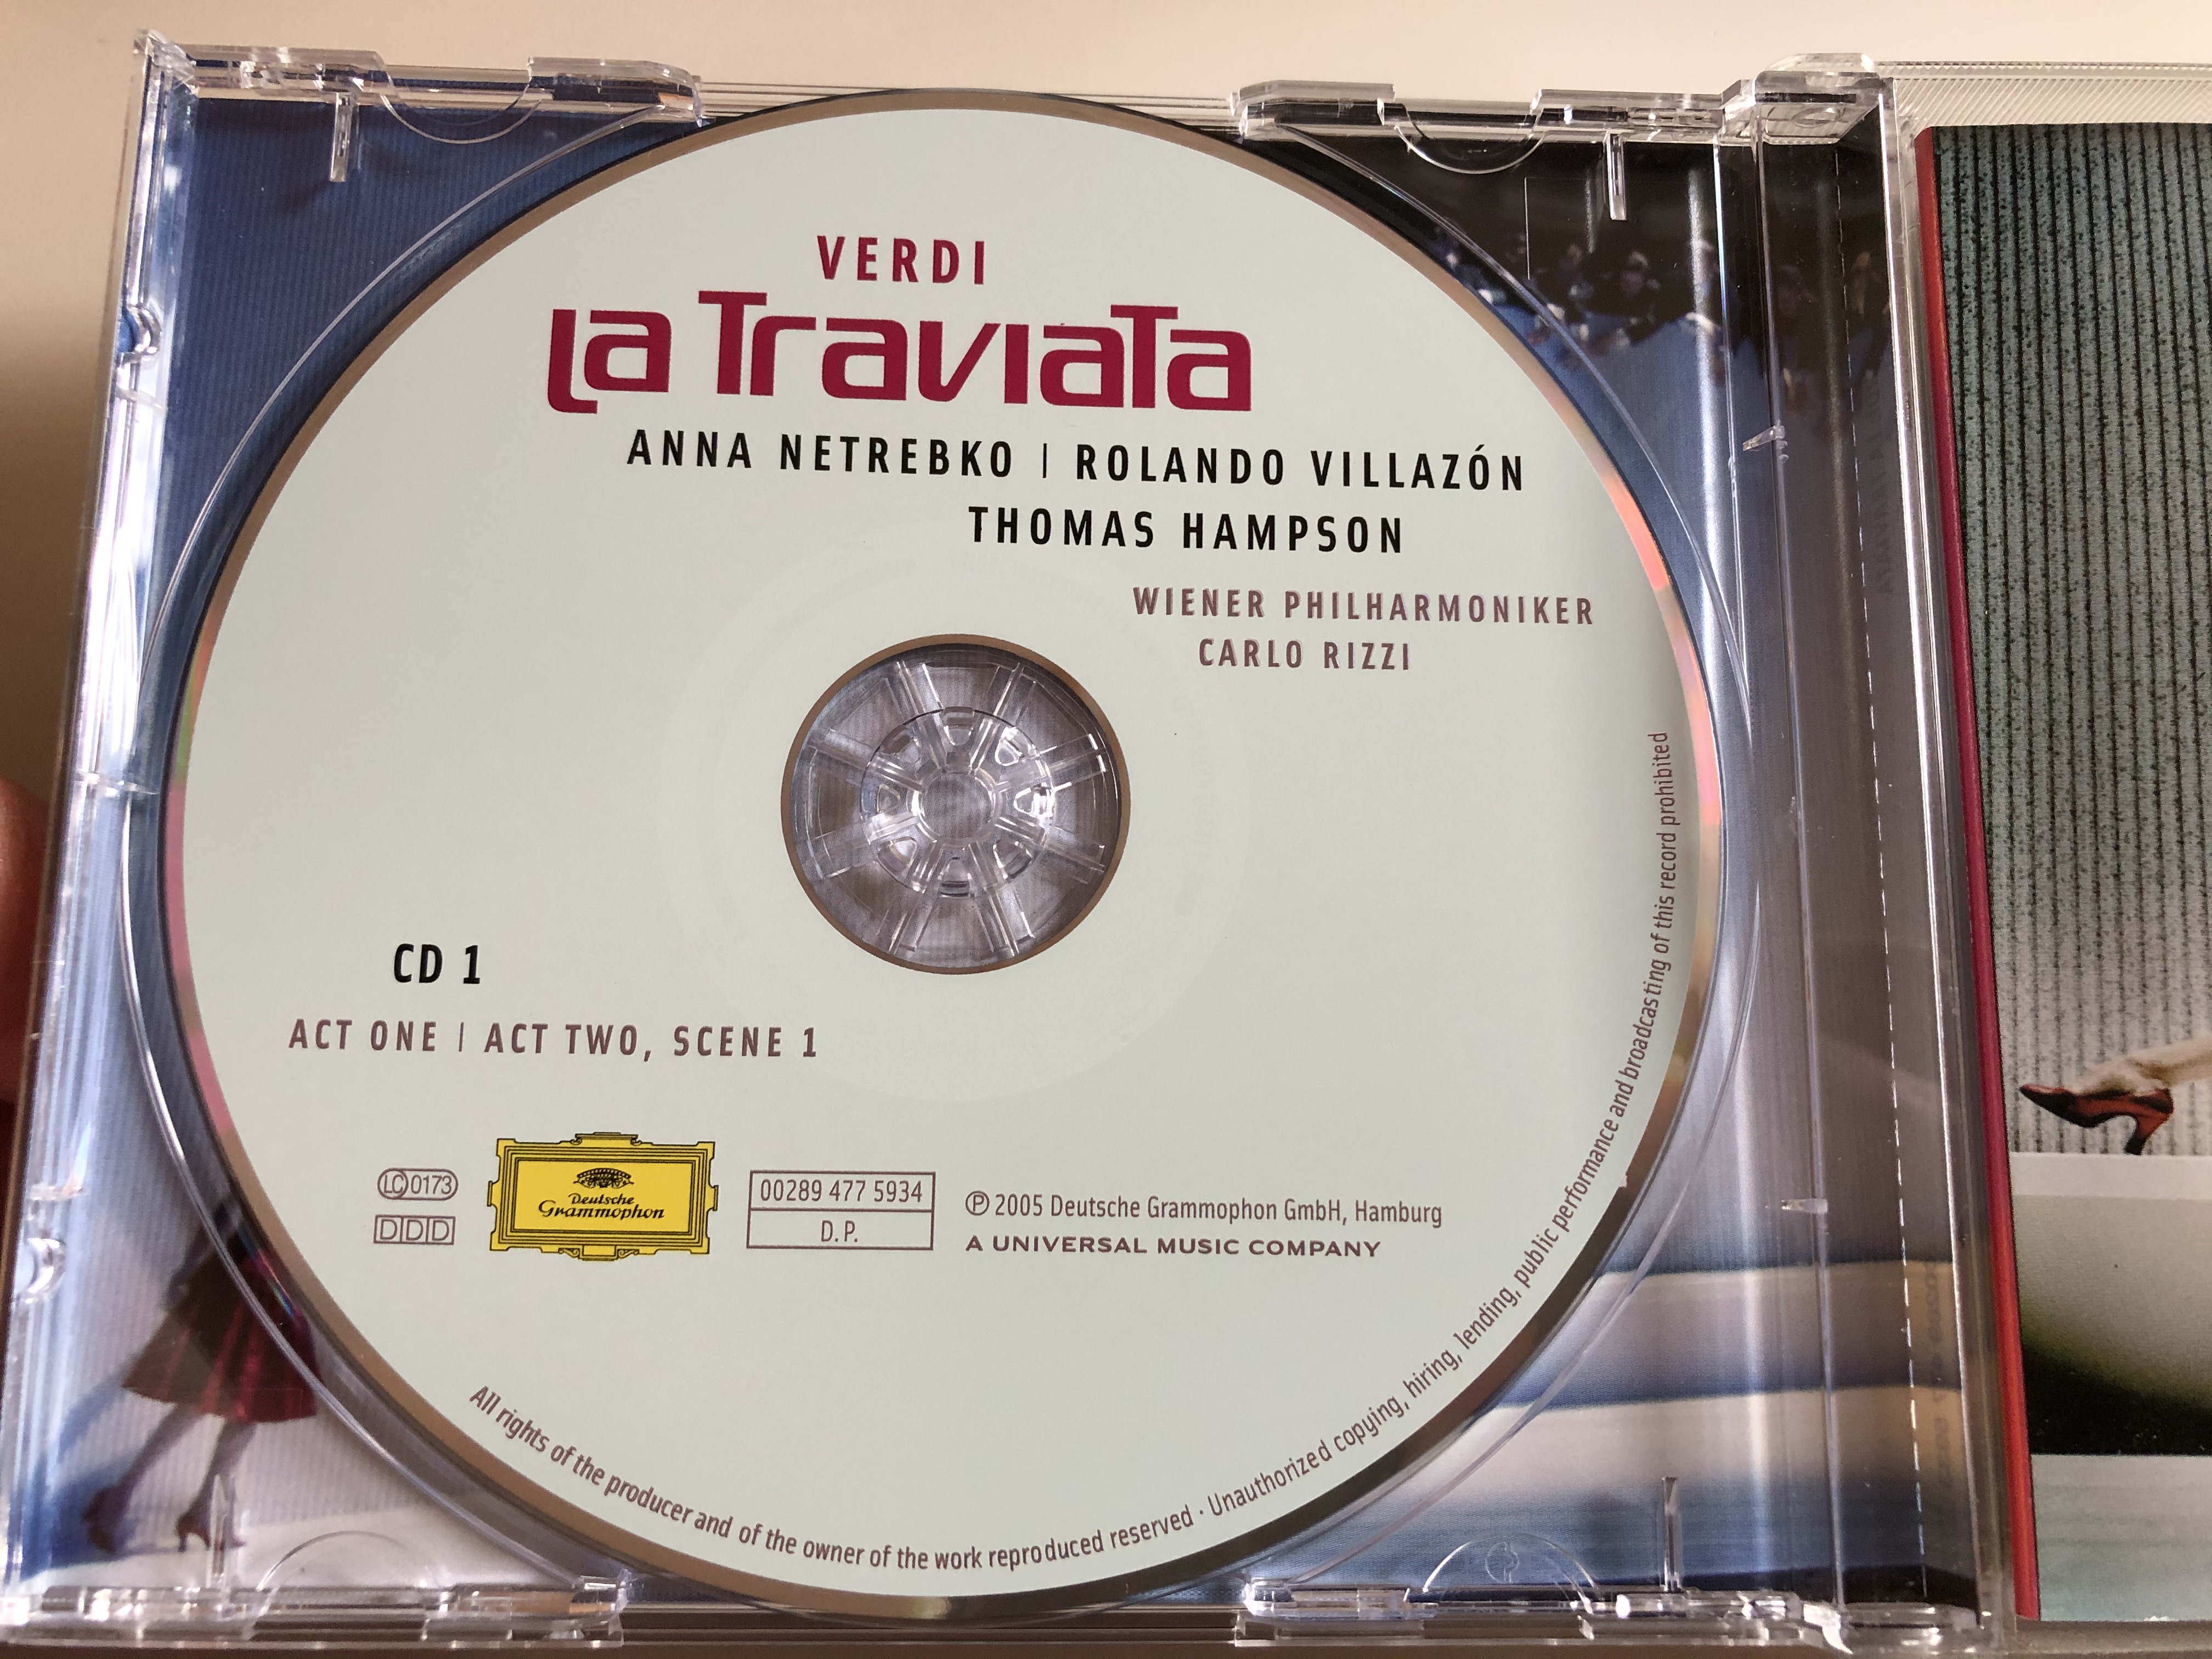 VERDI
La Traviata
ANNA NETREBKO | ROLANDO VILLAZÓN
THOMAS HAMPSON
WIENER PHILHARMONIKER
CARLO RIZZI
CD 1
ACT ONE | ACT TWO, SCENE 1
LC 0173
DDD
Deutsche
Grammophon
00289 477 5934
D.P.
℗ 2005 Deutsche Grammophon GmbH, Hamburg
A UNIVERSAL MUSIC COMPANY
All rights of the producer and of the owner of the work reproduced reserved · Unauthorized copying, hiring, lending, public performance and broadcasting of this record prohibited